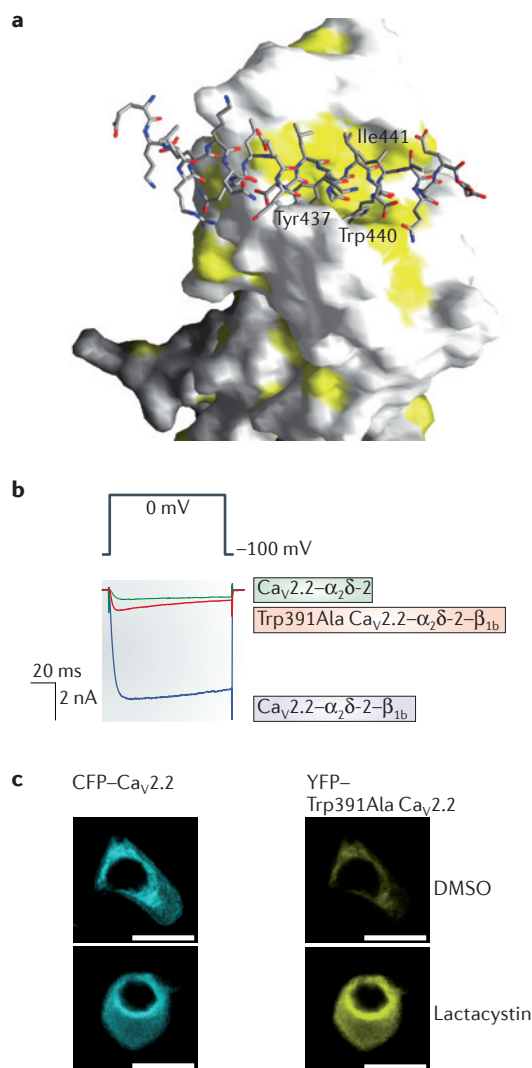 a
Ile441
Tyr437
Trp440
b
0 mV
–100 mV
CaV2.2–α2δ-2
Trp391Ala CaV2.2–α2δ-2–β1b
20 ms
2 nA
CaV2.2–α2δ-2–β1b
c
CFP–CaV2.2
YFP–
Trp391Ala CaV2.2
DMSO
Lactacystin